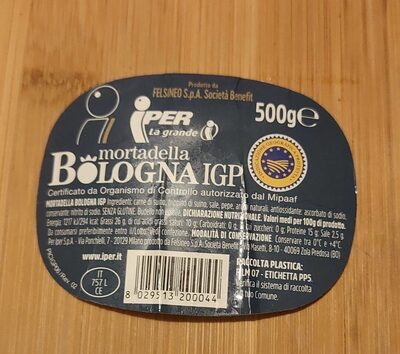 Prodotto da
FELSINEO S.p.A. Società Benefit
500g e
iPER
La grande i
mortadella
BOLOGNA IGP
Certificato da Organismo di Controllo autorizzato dal Mipaaf
MORTADELLA BOLOGNA IGP Ingredienti: carne di suino, trippino di suino, sale, pepe, aromi naturali, antiossidante: ascorbato di sodio,
conservante: nitrito di sodio. SENZA GLUTINE. Budello non edibile. DICHIARAZIONE NUTRIZIONALE. Valori medi per 100g di prodotto.
Energia: 1217 kJ/294 kcal. Grassi 26 g, di cui acidi grassi saturi: 10 g; Carboidrati: 0 g, di cui zuccheri: 0 g; Proteine 15 g; Sale 2,5 g
Da consumarsi preferibilmente entro il/Lotto: vedi confezione. MODALITÀ DI CONSERVAZIONE. Conservare tra 0°C e +4°C.
Iper S.p.A. - Via Ponchielli, 7 - 20129 Milano prodotto da Felsineo S.p.A. Società Benefit 8-10 - 40069 Zola Predosa (BO)
www.iper.it
IT
757 L
CE
8 029513 200044
RACCOLTA PLASTICA:
07 - ETICHETTA PP5.
Verifica il sistema di raccolta
Comune.